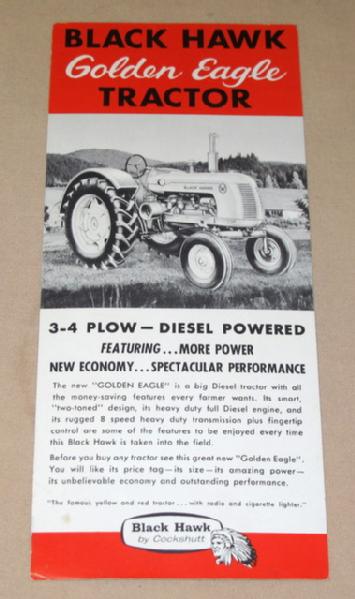 BLACK HAWK
Golden Eagle
TRACTOR
BLACK HAWK
3-4 PLOW — DIESEL POWERED
FEATURING...MORE POWER
NEW ECONOMY...SPECTACULAR PERFORMANCE
The new "GOLDEN EAGLE" is a big Diesel tractor with all
the money-saving features every farmer wants. Its smart,
"two-toned" design, its heavy duty full Diesel engine, and
its rugged 8 speed heavy duty transmission plus fingertip
control are some of the features to be enjoyed every time
this Black Hawk is taken into the field.
Before you buy any tractor see this great new "Golden Eagle".
You will like its price tag—its size—its amazing power—
its unbelievable economy and outstanding performance.
"The famous yellow and red tractor...with radio and cigarette lighter."
Black Hawk
by Cockshutt